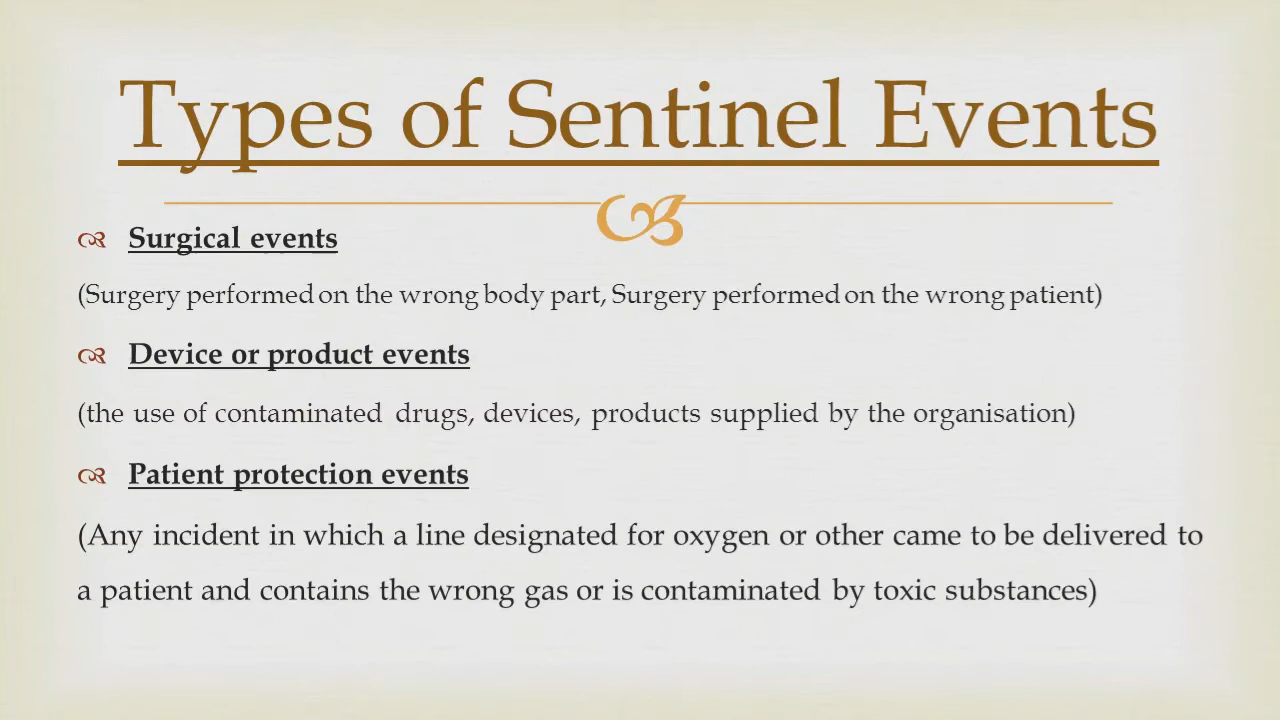 Types of Sentinel Events
Surgical events
(Surgery performed on the wrong body part, Surgery performed on the wrong patient)
Device or product events
(the use of contaminated drugs, devices, products supplied by the organisation)
Patient protection events
(Any incident in which a line designated for oxygen or other came to be delivered to
a patient and contains the wrong gas or is contaminated by toxic substances)